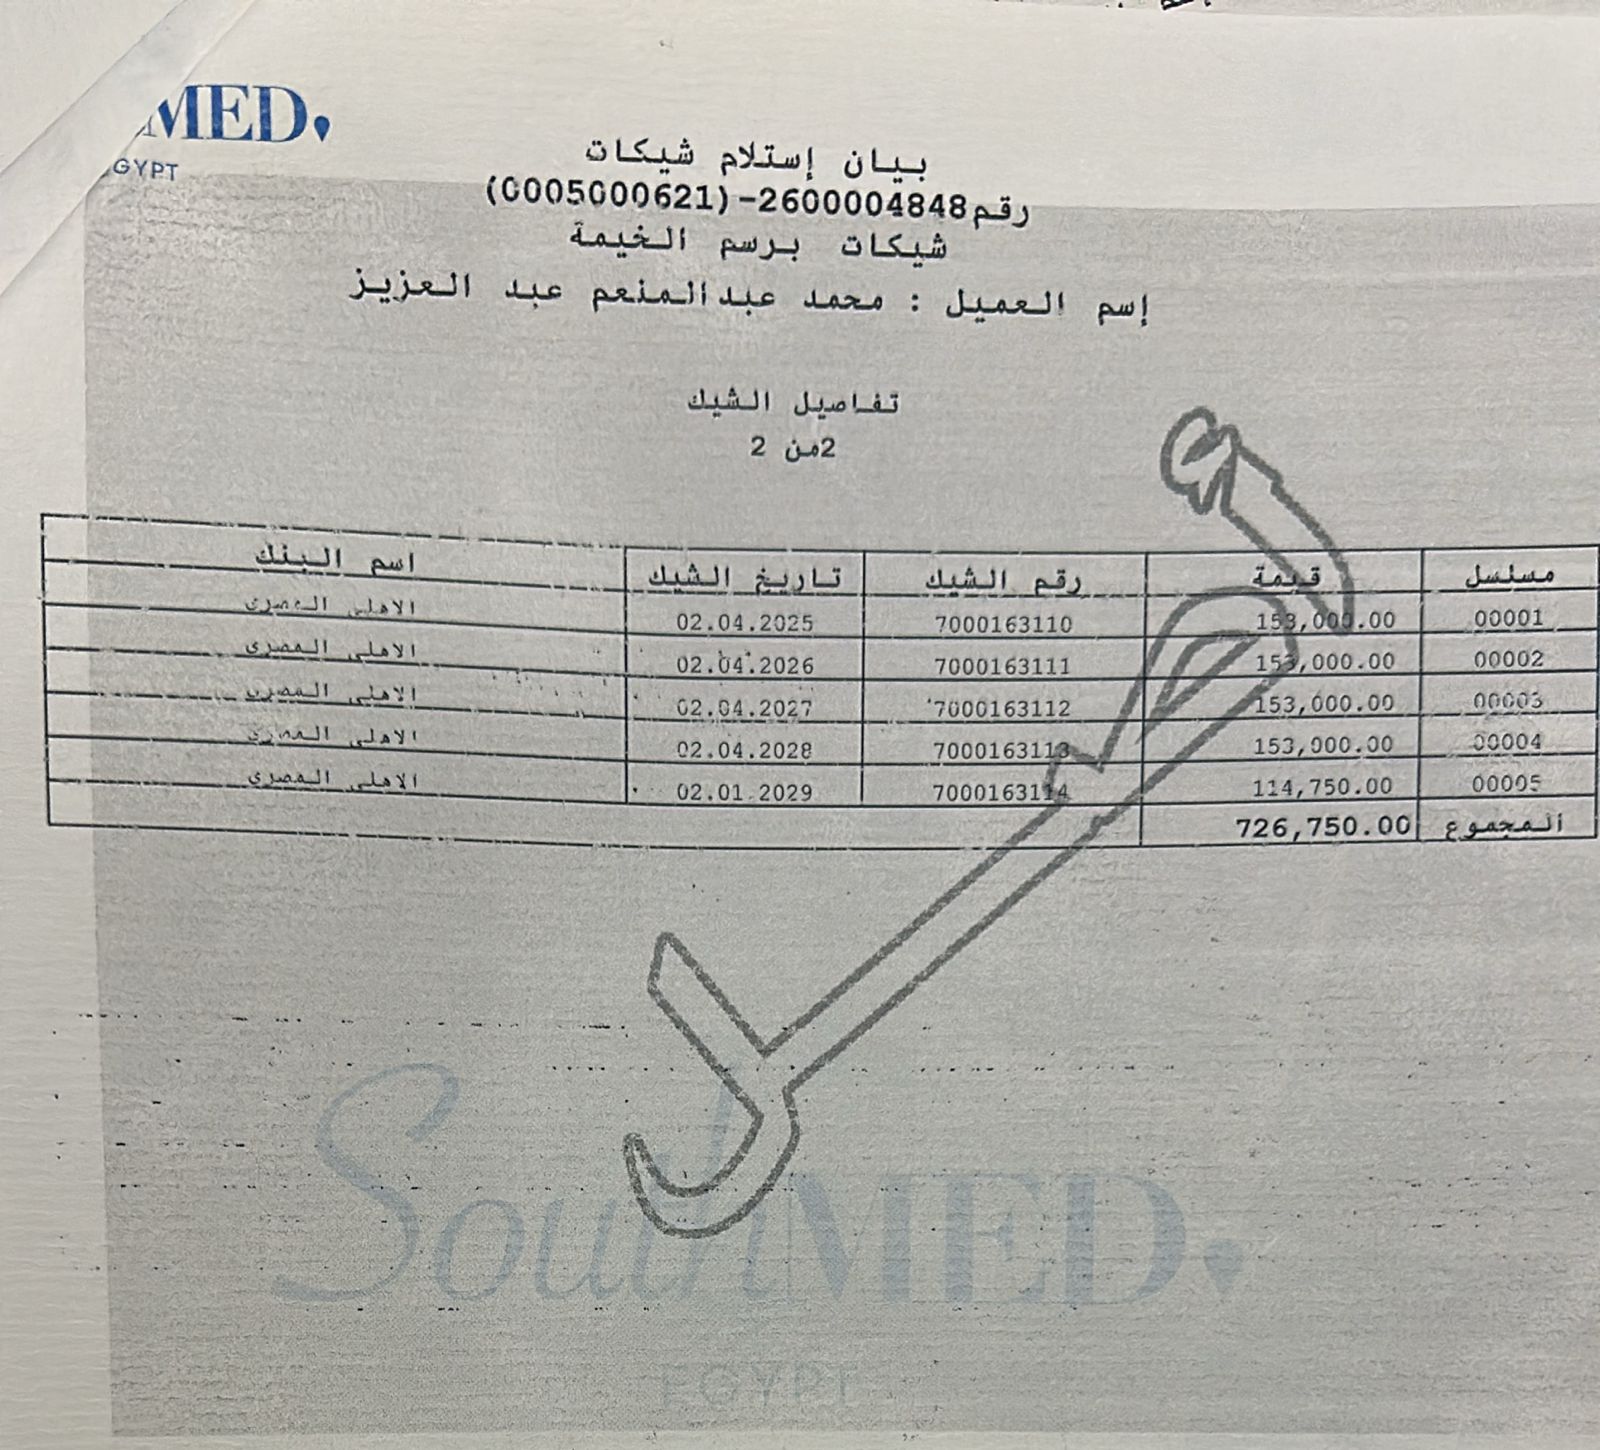 MED
EGYPT
بيان إستلام شيكات
رقم2600004848-(0005000621)
شيكات برسم الخيمة
إسم العميل : محمد عبدالمنعم عبد العزيز
تفاصيل الشيك
2من 2
مسلسل قيمة رقم الشيك تاريخ الشيك اسم البنك
00001 153,000.00 7000163110 02.04.2025 الاهلى المصرى
00002 153,000.00 7000163111 02.04.2026 الاهلى المصرى
00003 153,000.00 7000163112 02.04.2027 الاهلى المصرى
00004 153,000.00 7000163113 02.04.2028 الاهلى المصرى
00005 114,750.00 7000163114 02.01.2029 الاهلى المصرى
المجموع 726,750.00
SouthMED
EGYPT